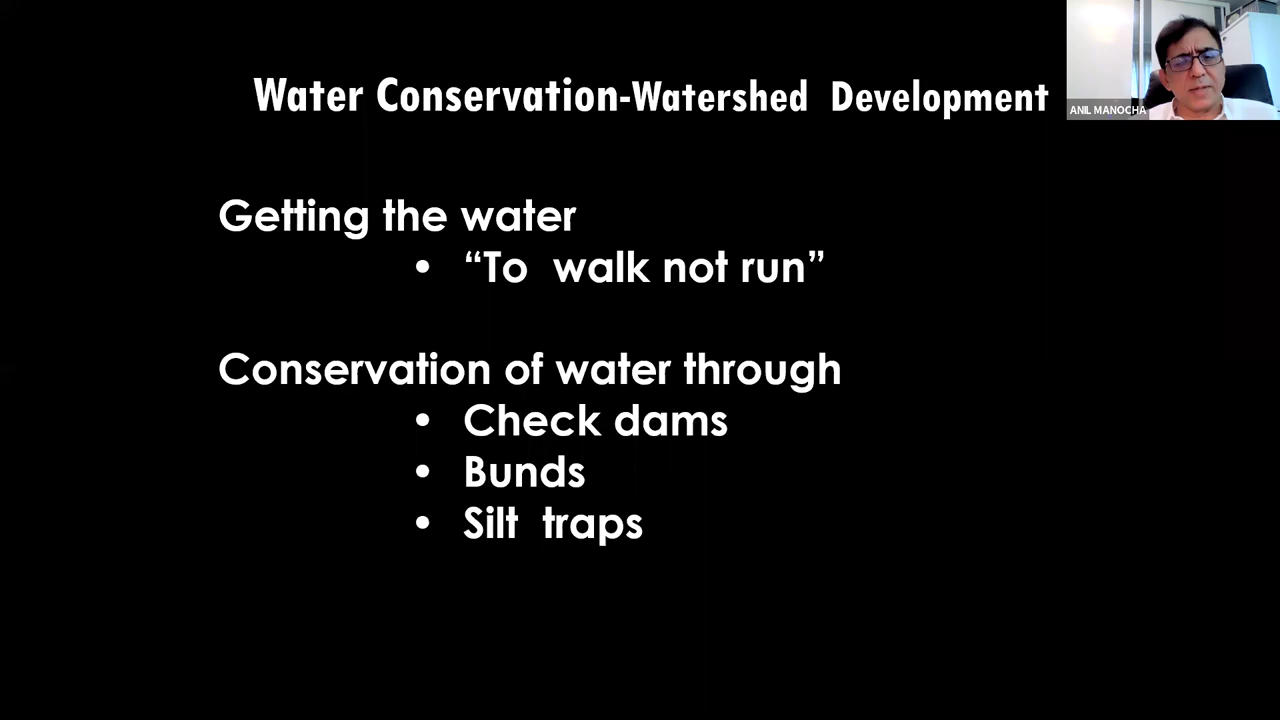 Water Conservation-Watershed Development
ANIL MANOCHA
Getting the water
• “To walk not run”
Conservation of water through
• Check dams
• Bunds
• Silt traps